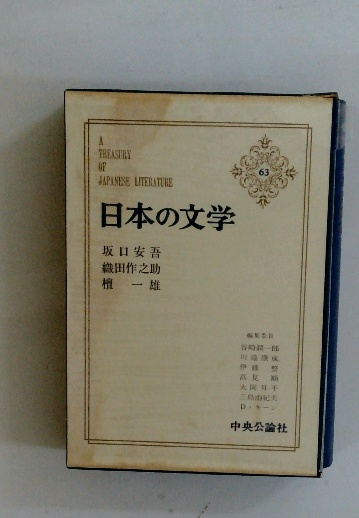 A
TREASURY
OF
JAPANESE LITERATURE
63
日本の文学
坂口安吾
織田作之助
檀一雄
編集委員
谷崎潤一郎
川端康成
伊藤整
高見順
大岡昇平
三島由紀夫
D・キーン
中央公論社